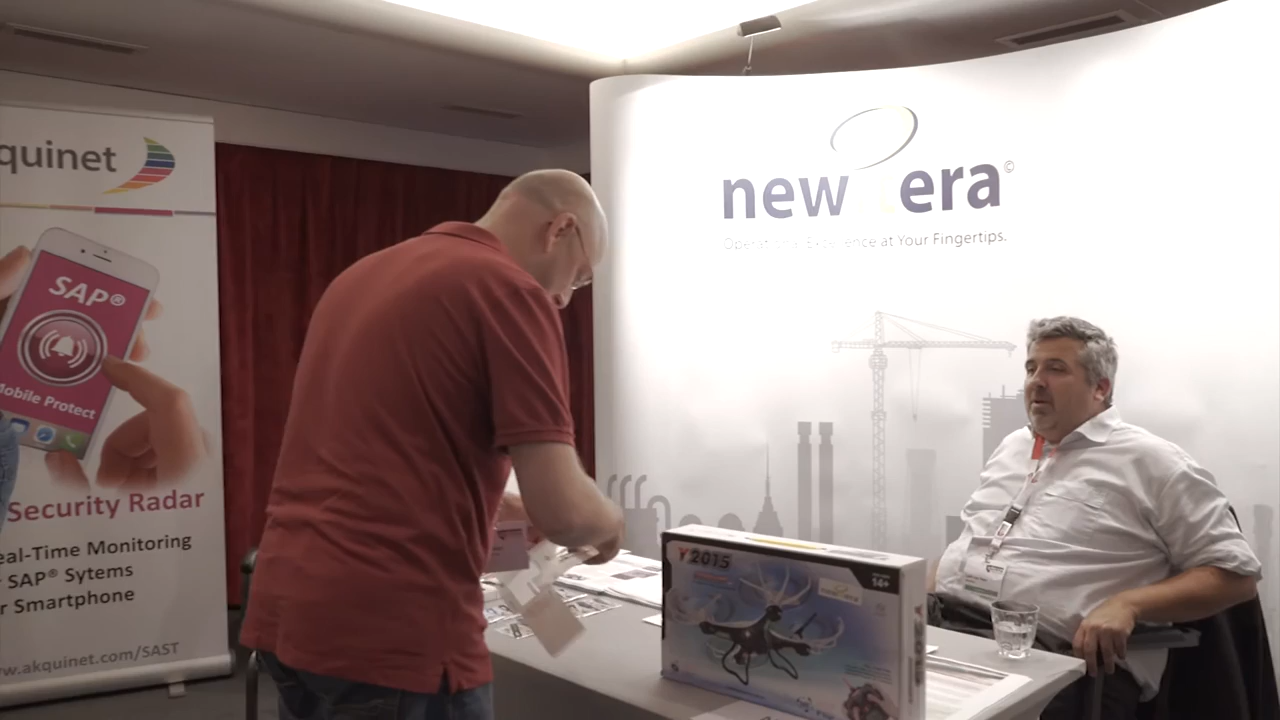 quinet
SAP®
Mobile Protect
Security Radar
eal-Time Monitoring
SAP® Sytems
r Smartphone
ww.akquinet.com/SAST
new era©
Operational Excellence at Your Fingertips.
Y 2015
14+